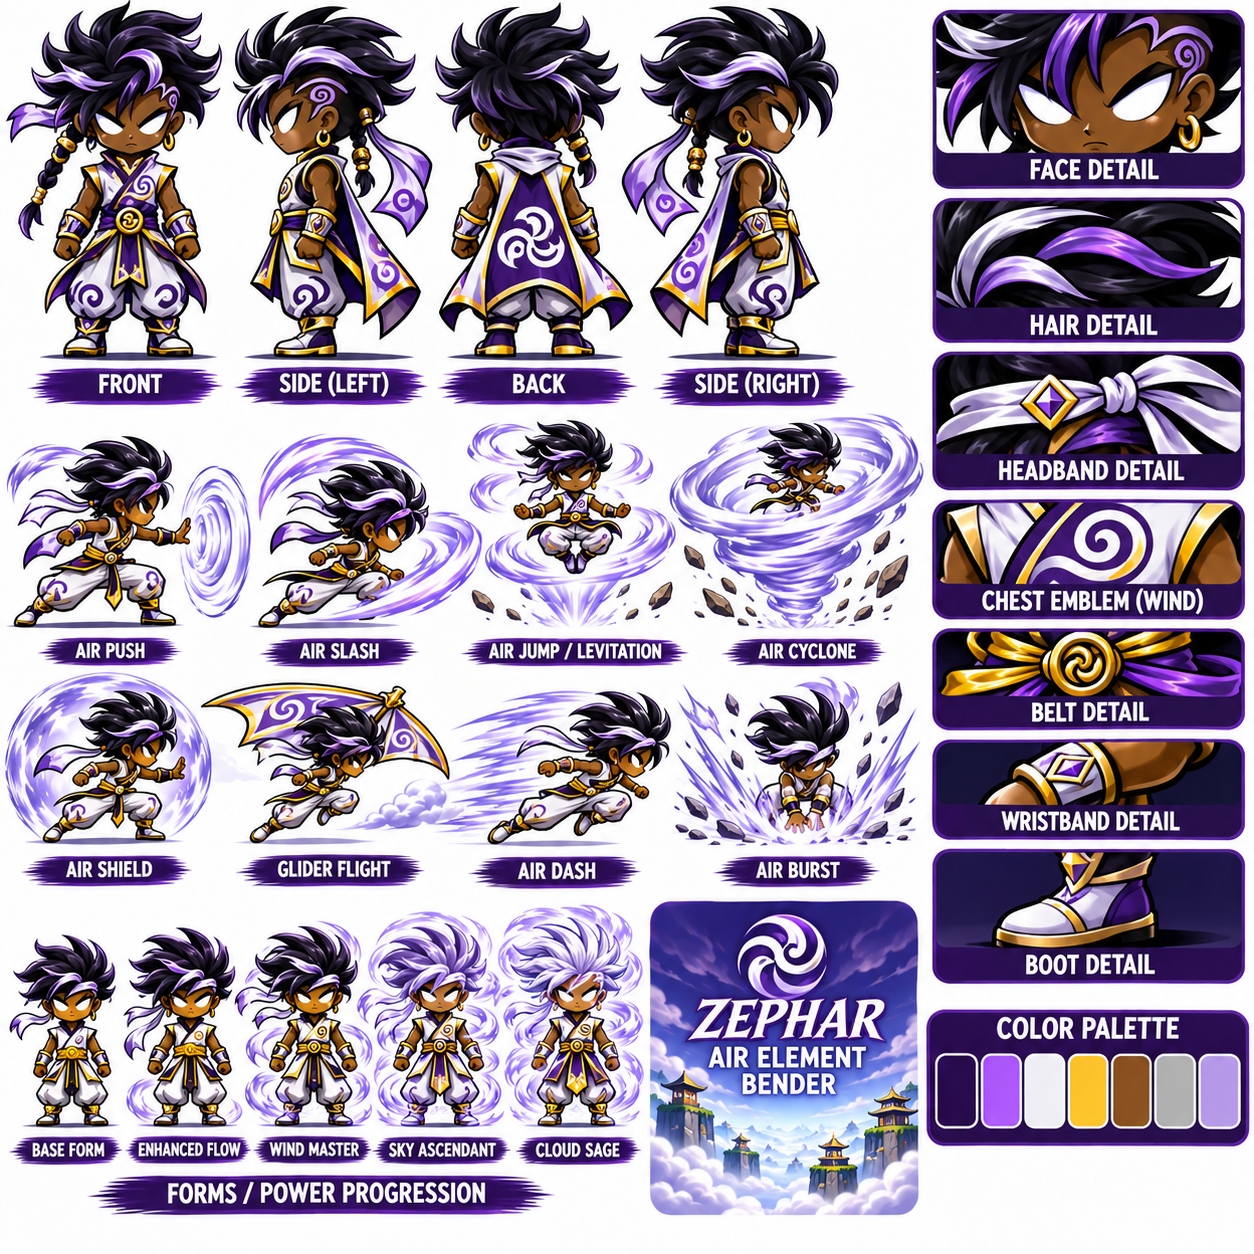 FRONT
SIDE (LEFT)
BACK
SIDE (RIGHT)
FACE DETAIL
HAIR DETAIL
HEADBAND DETAIL
CHEST EMBLEM (WIND)
BELT DETAIL
WRISTBAND DETAIL
BOOT DETAIL
AIR PUSH
AIR SLASH
AIR JUMP / LEVITATION
AIR CYCLONE
AIR SHIELD
GLIDER FLIGHT
AIR DASH
AIR BURST
BASE FORM
ENHANCED FLOW
WIND MASTER
SKY ASCENDANT
CLOUD SAGE
FORMS / POWER PROGRESSION
ZEPHAR
AIR ELEMENT
BENDER
COLOR PALETTE